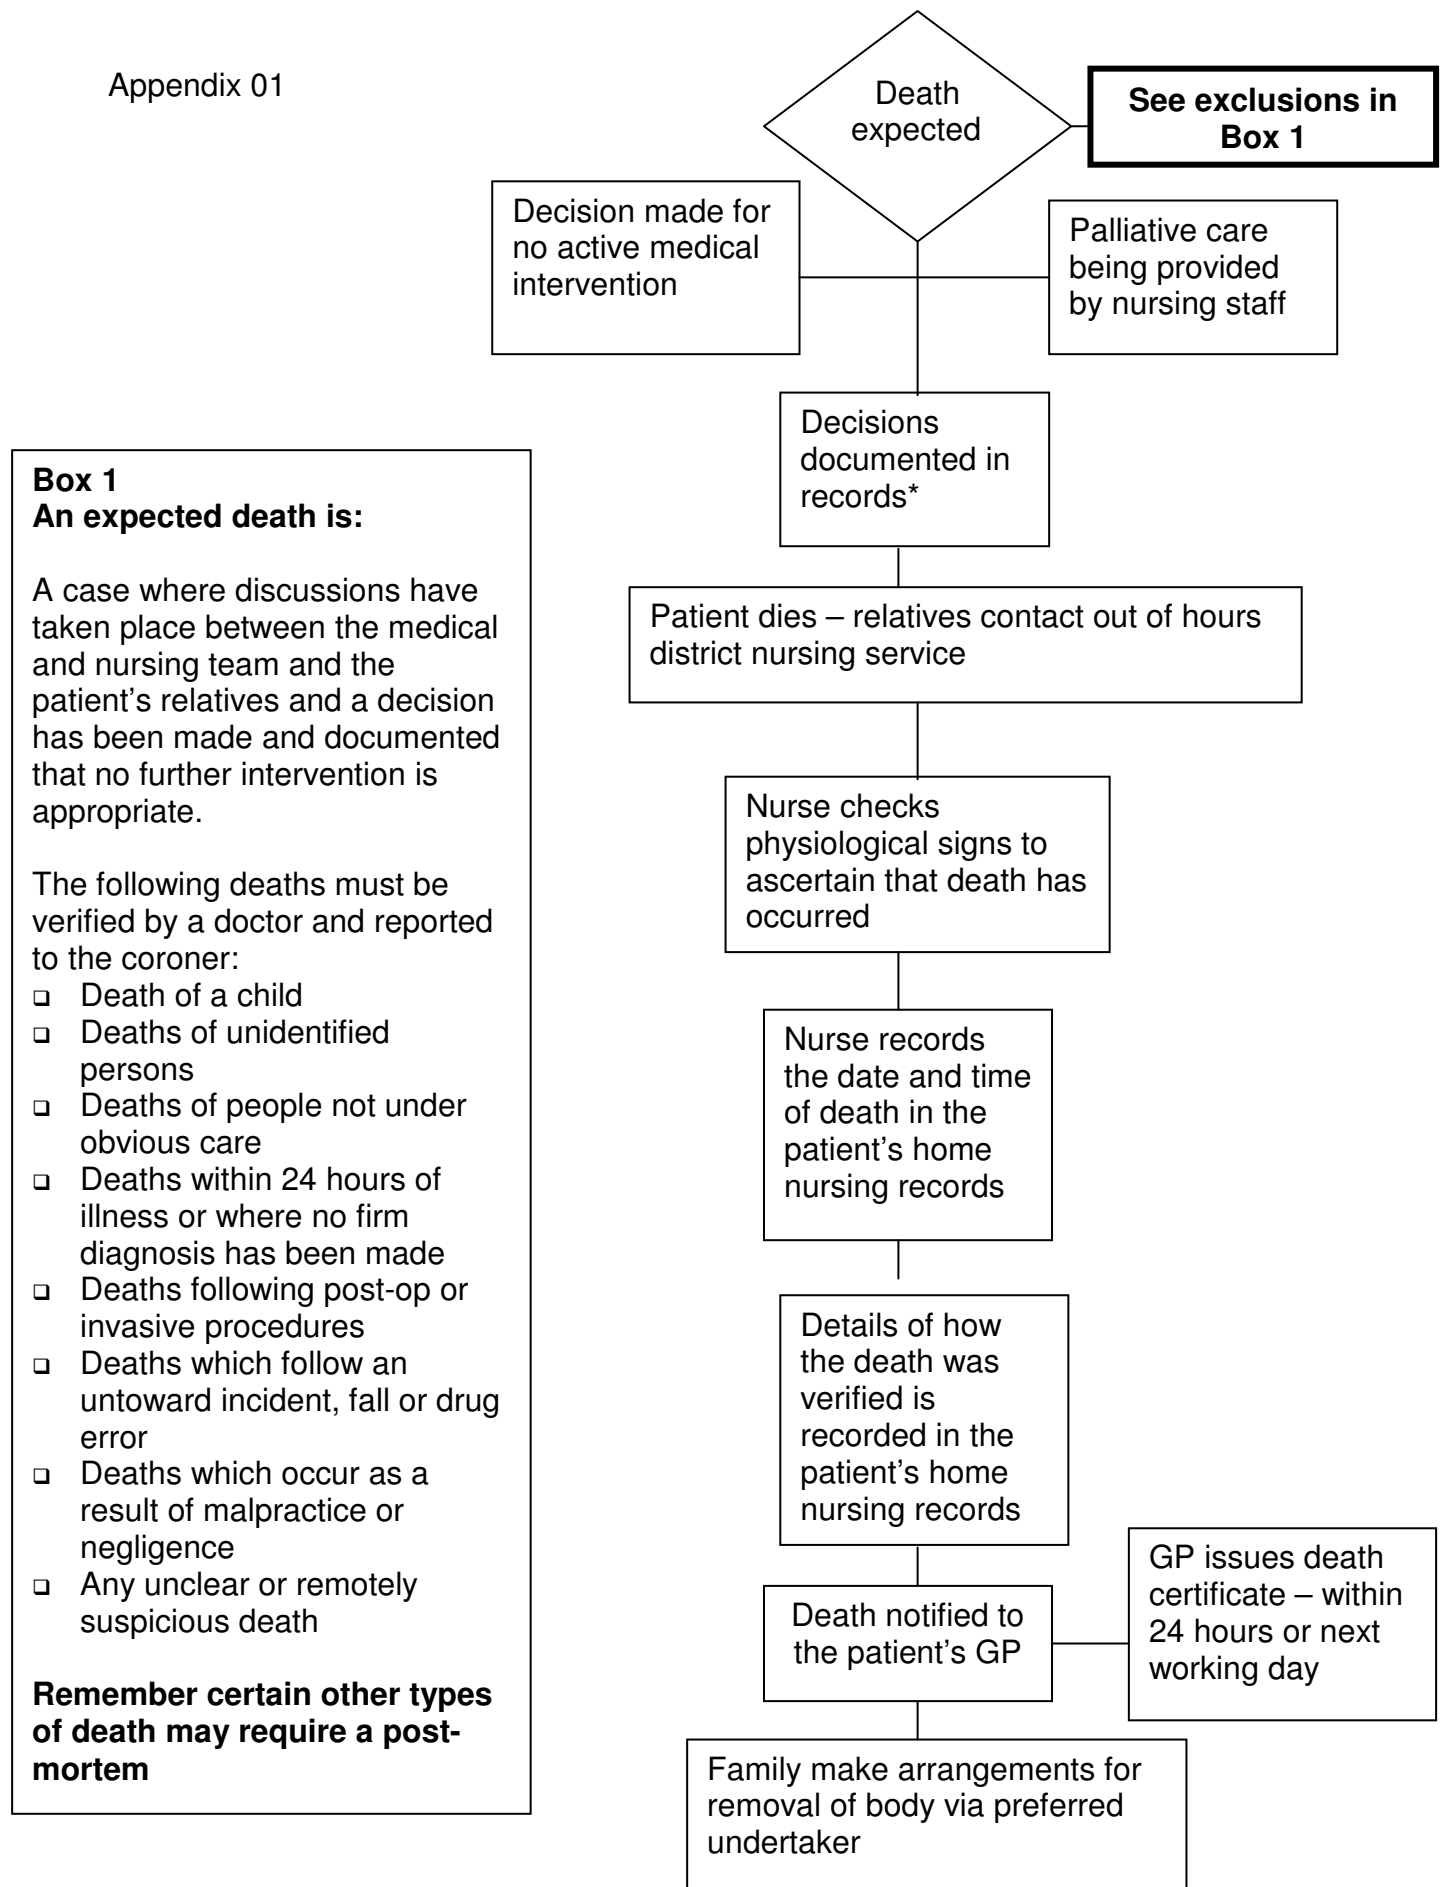 Appendix 01
Death
expected
See exclusions in
Box 1
Decision made for
no active medical
intervention
Palliative care
being provided
by nursing staff
Decisions
documented in
records*
Box 1
An expected death is:
A case where discussions have
taken place between the medical
and nursing team and the
patient’s relatives and a decision
has been made and documented
that no further intervention is
appropriate.
The following deaths must be
verified by a doctor and reported
to the coroner:
❑ Death of a child
❑ Deaths of unidentified
persons
❑ Deaths of people not under
obvious care
❑ Deaths within 24 hours of
illness or where no firm
diagnosis has been made
❑ Deaths following post-op or
invasive procedures
❑ Deaths which follow an
untoward incident, fall or drug
error
❑ Deaths which occur as a
result of malpractice or
negligence
❑ Any unclear or remotely
suspicious death
Remember certain other types
of death may require a post-
mortem
Patient dies – relatives contact out of hours
district nursing service
Nurse checks
physiological signs to
ascertain that death has
occurred
Nurse records
the date and time
of death in the
patient’s home
nursing records
Details of how
the death was
verified is
recorded in the
patient’s home
nursing records
Death notified to
the patient’s GP
GP issues death
certificate – within
24 hours or next
working day
Family make arrangements for
removal of body via preferred
undertaker